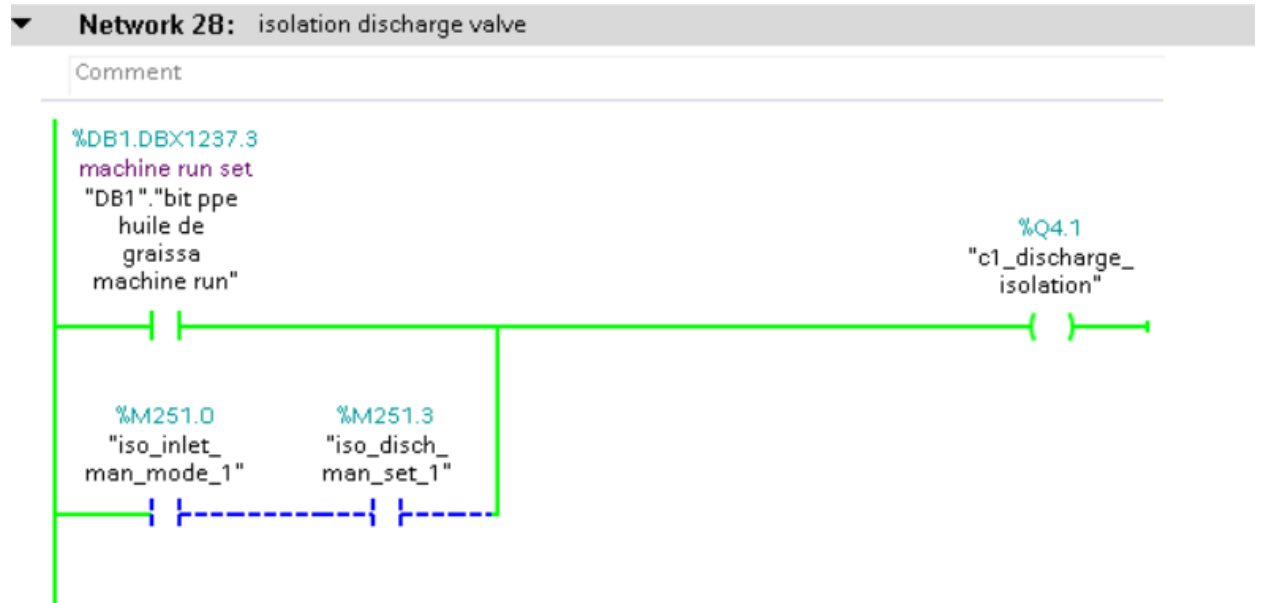 Network 28: isolation discharge valve
Comment
%DB1.DBX1237.3
machine run set
"DB1"."bit ppe
huile de
graissa
machine run"
%Q4.1
"c1_discharge_
isolation"
%M251.0
"iso_inlet_
man_mode_1"
%M251.3
"iso_disch_
man_set_1"